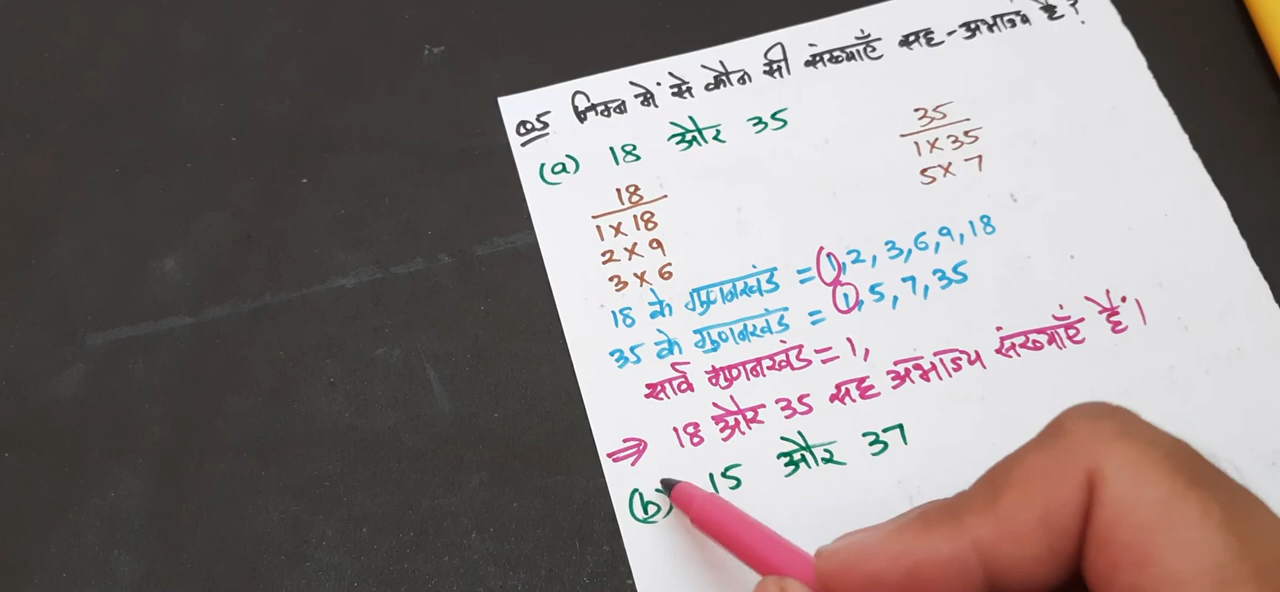 Q5 निम्न में से कौन सी संख्याएँ सह-अभाज्य है?
(a) 18 और 35
18
1 × 18
2 × 9
3 × 6
35
1 × 35
5 × 7
18 के गुणनखंड = 1, 2, 3, 6, 9, 18
35 के गुणनखंड = 1, 5, 7, 35
सार्व गुणनखंड = 1,
⇒ 18 और 35 सह अभाज्य संख्याएँ हैं।
(b) 15 और 37